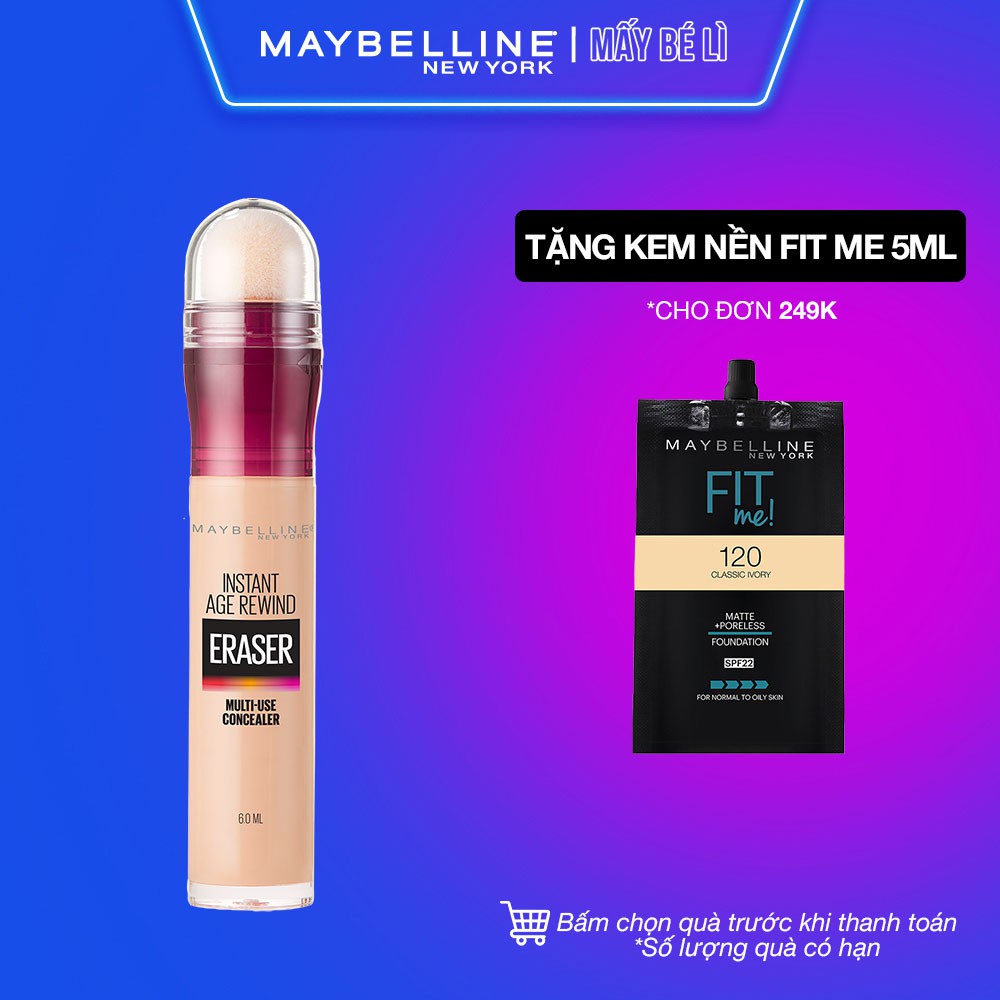 MAYBELLINE
NEW YORK
MẤY BÉ LÌ
TẶNG KEM NỀN FIT ME 5ML
*CHO ĐƠN 249K
MAYBELLINE
NEW YORK
INSTANT
AGE REWIND
ERASER
MULTI-USE
CONCEALER
6.0 ML
MAYBELLINE
NEW YORK
FIT
me!
120
CLASSIC IVORY
MATTE
+PORELESS
FOUNDATION
SPF22
FOR NORMAL TO OILY SKIN
Bấm chọn quà trước khi thanh toán
*Số lượng quà có hạn